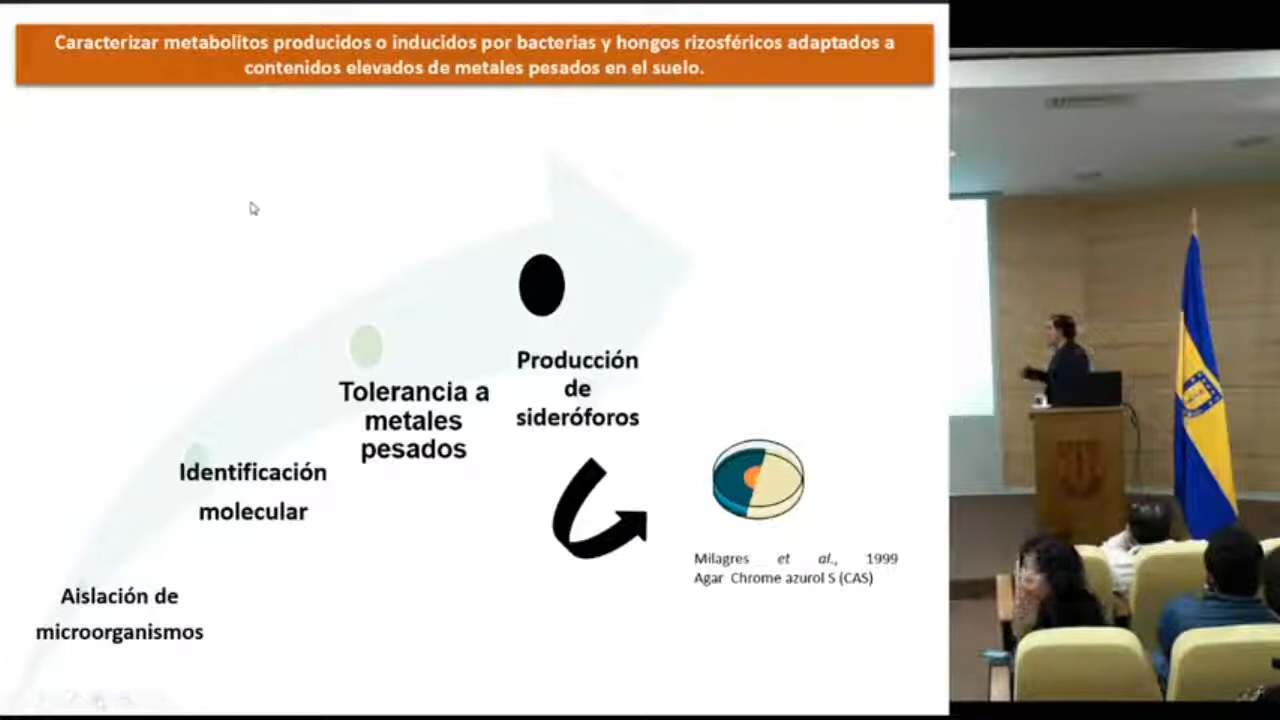 Caracterizar metabolitos producidos o inducidos por bacterias y hongos rizosféricos adaptados a
contenidos elevados de metales pesados en el suelo.
Producción
de
sideróforos
Tolerancia a
metales
pesados
Identificación
molecular
Milagres et al., 1999
Agar Chrome azurol S (CAS)
Aislación de
microorganismos